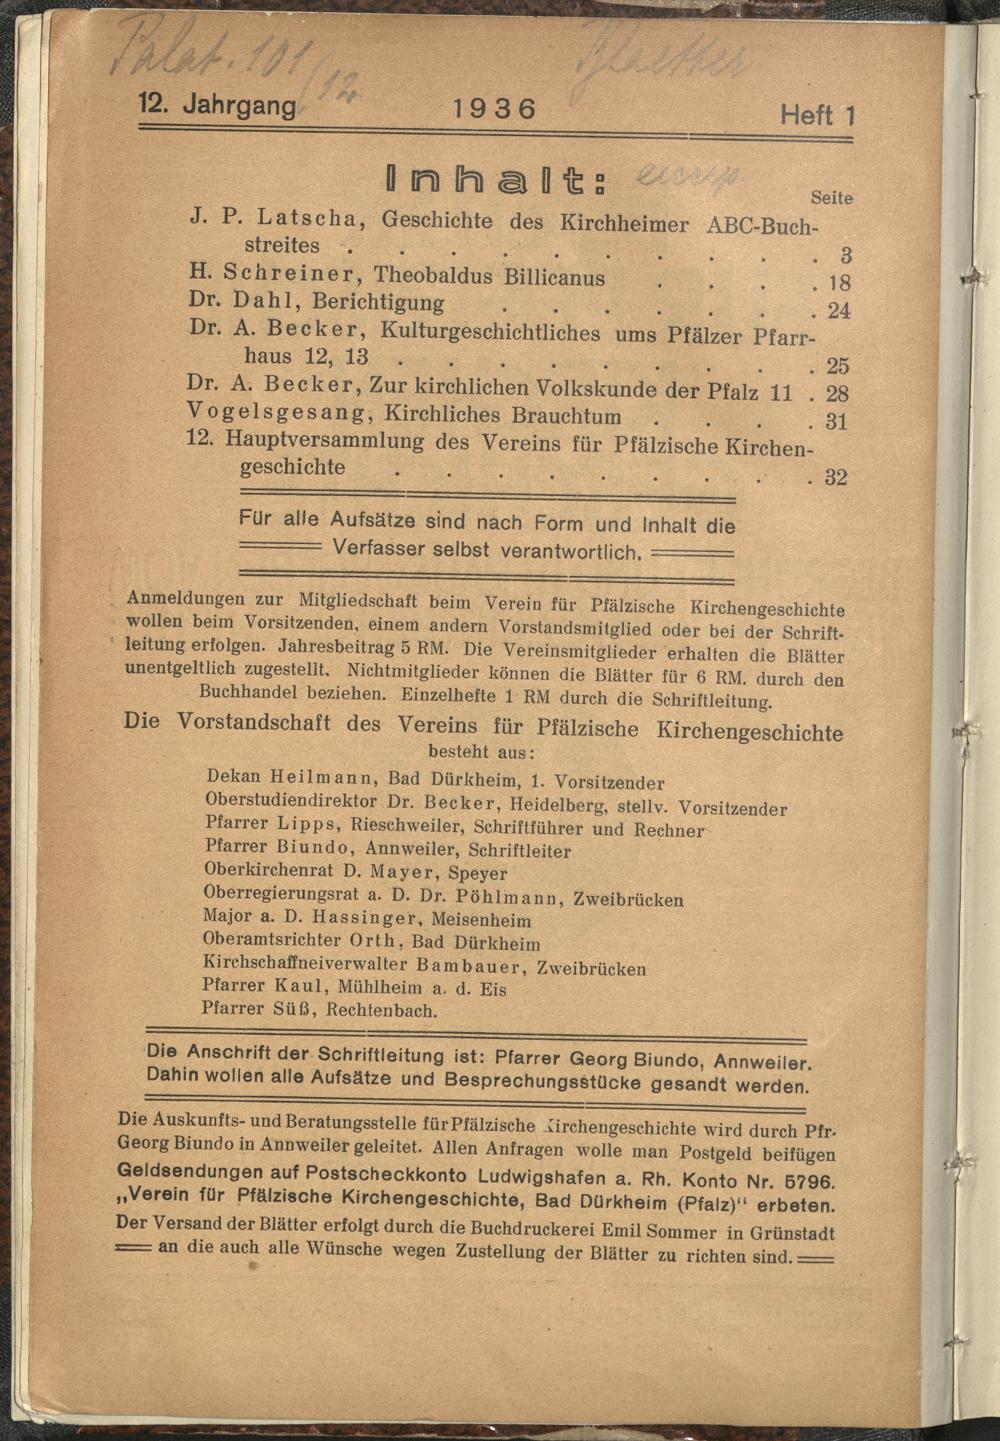 Palat. 101/12 Blaetter
12. Jahrgang 1936 Heft 1
Inhalt:
Seite
J. P. Latscha, Geschichte des Kirchheimer ABC-Buch-
streites . . . . . . . . . . 3
H. Schreiner, Theobaldus Billicanus . . . . 18
Dr. Dahl, Berichtigung . . . . . . . 24
Dr. A. Becker, Kulturgeschichtliches ums Pfälzer Pfarr-
haus 12, 13 . . . . . . . . . 25
Dr. A. Becker, Zur kirchlichen Volkskunde der Pfalz 11 . 28
Vogelsgesang, Kirchliches Brauchtum . . . . 31
12. Hauptversammlung des Vereins für Pfälzische Kirchen-
geschichte . . . . . . . . . 32
Für alle Aufsätze sind nach Form und Inhalt die
Verfasser selbst verantwortlich.
Anmeldungen zur Mitgliedschaft beim Verein für Pfälzische Kirchengeschichte
wollen beim Vorsitzenden, einem andern Vorstandsmitglied oder bei der Schrift-
leitung erfolgen. Jahresbeitrag 5 RM. Die Vereinsmitglieder erhalten die Blätter
unentgeltlich zugestellt. Nichtmitglieder können die Blätter für 6 RM. durch den
Buchhandel beziehen. Einzelhefte 1 RM durch die Schriftleitung.
Die Vorstandschaft des Vereins für Pfälzische Kirchengeschichte
besteht aus:
Dekan Heilmann, Bad Dürkheim, 1. Vorsitzender
Oberstudiendirektor Dr. Becker, Heidelberg, stellv. Vorsitzender
Pfarrer Lipps, Rieschweiler, Schriftführer und Rechner
Pfarrer Biundo, Annweiler, Schriftleiter
Oberkirchenrat D. Mayer, Speyer
Oberregierungsrat a. D. Dr. Pöhlmann, Zweibrücken
Major a. D. Hassinger, Meisenheim
Oberamtsrichter Orth, Bad Dürkheim
Kirchschaffneiverwalter Bambauer, Zweibrücken
Pfarrer Kaul, Mühlheim a. d. Eis
Pfarrer Süß, Rechtenbach.
Die Anschrift der Schriftleitung ist: Pfarrer Georg Biundo, Annweiler.
Dahin wollen alle Aufsätze und Besprechungsstücke gesandt werden.
Die Auskunfts- und Beratungsstelle für Pfälzische Kirchengeschichte wird durch Pfr.
Georg Biundo in Annweiler geleitet. Allen Anfragen wolle man Postgeld beifügen
Geldsendungen auf Postscheckkonto Ludwigshafen a. Rh. Konto Nr. 5796.
„Verein für Pfälzische Kirchengeschichte, Bad Dürkheim (Pfalz)“ erbeten.
Der Versand der Blätter erfolgt durch die Buchdruckerei Emil Sommer in Grünstadt
an die auch alle Wünsche wegen Zustellung der Blätter zu richten sind.